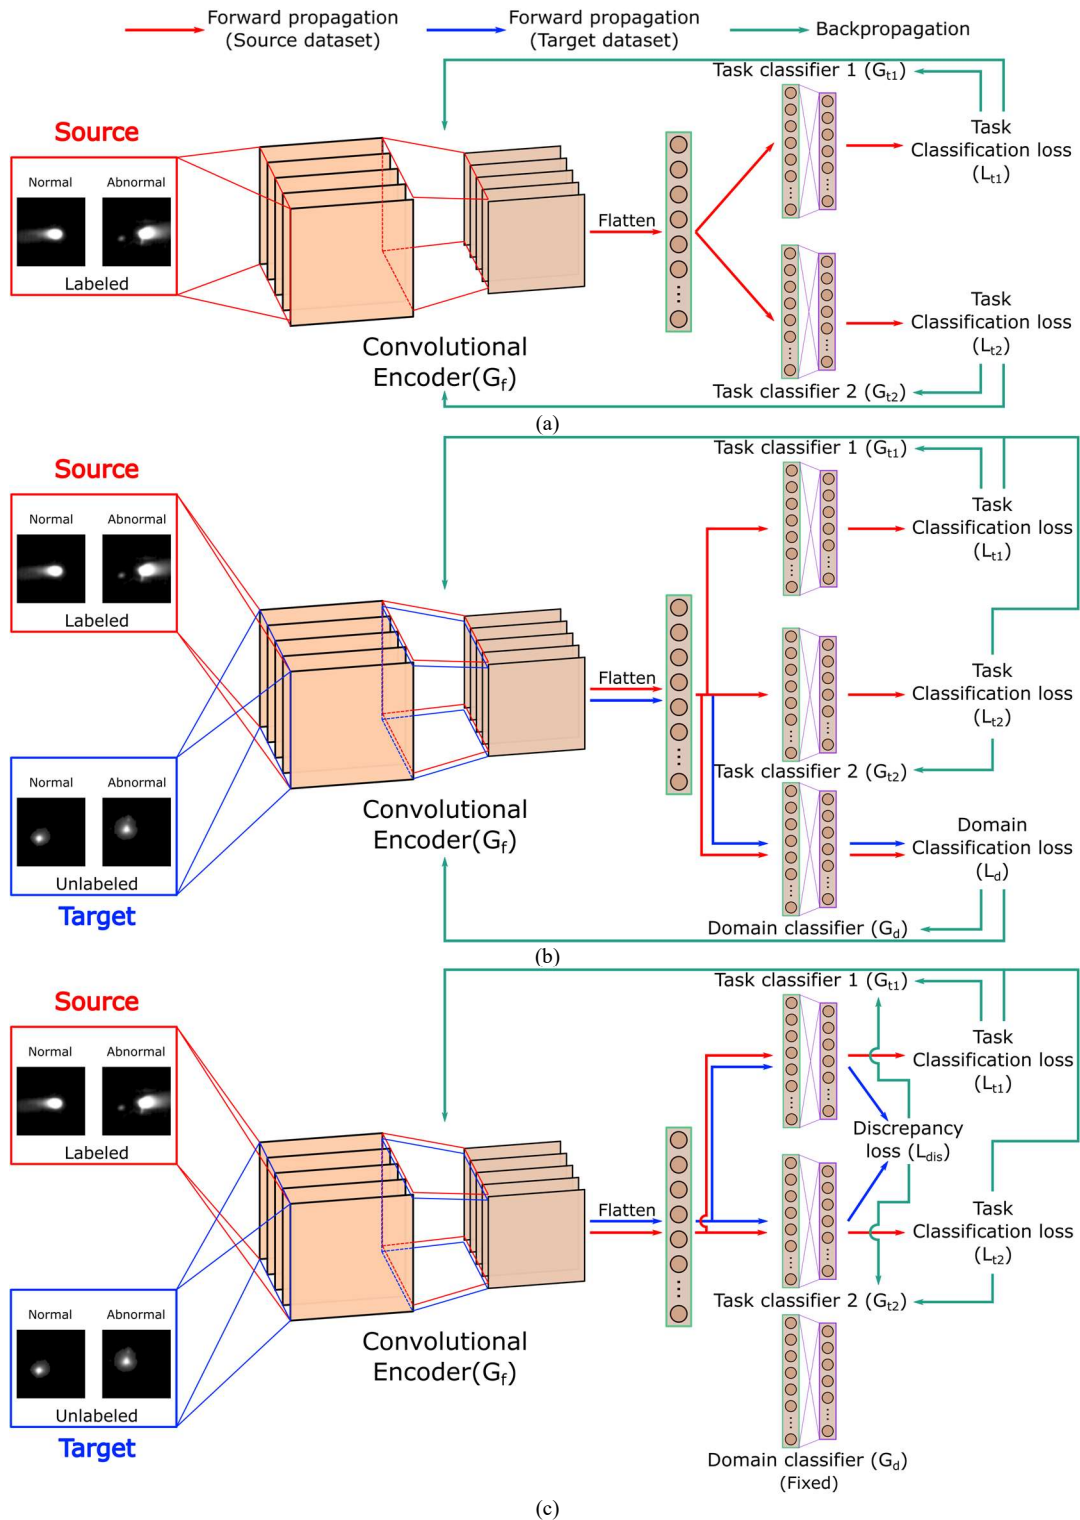 Forward propagation
(Source dataset)
Forward propagation
(Target dataset)
Backpropagation
Source
Normal
Abnormal
Labeled
Convolutional
Encoder(Gf)
Flatten
Task classifier 1 (Gt1)
Task
Classification loss
(Lt1)
Task
Classification loss
(Lt2)
Task classifier 2 (Gt2)
(a)
Source
Normal
Abnormal
Labeled
Normal
Abnormal
Unlabeled
Target
Convolutional
Encoder(Gf)
Flatten
Task classifier 1 (Gt1)
Task
Classification loss
(Lt1)
Task
Classification loss
(Lt2)
Task classifier 2 (Gt2)
Domain
Classification loss
(Ld)
Domain classifier (Gd)
(b)
Source
Normal
Abnormal
Labeled
Normal
Abnormal
Unlabeled
Target
Convolutional
Encoder(Gf)
Flatten
Task classifier 1 (Gt1)
Task
Classification loss
(Lt1)
Discrepancy
loss (Ldis)
Task
Classification loss
(Lt2)
Task classifier 2 (Gt2)
Domain classifier (Gd)
(Fixed)
(c)